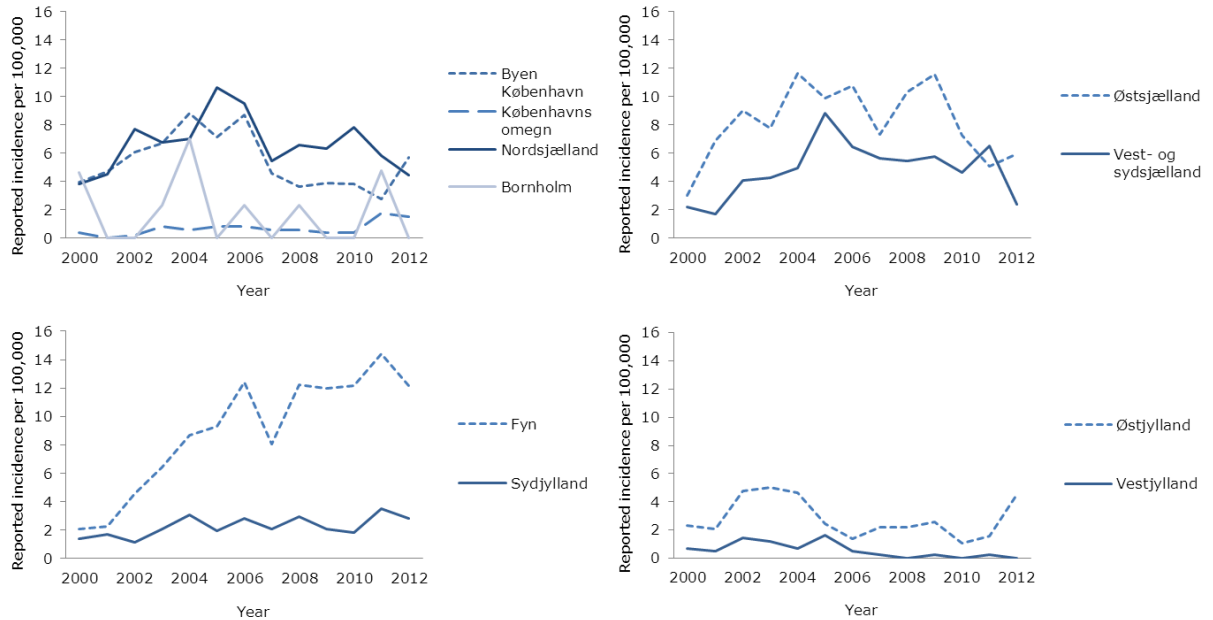 Reported incidence per 100,000
16
14
12
10
8
6
4
2
0
2000 2002 2004 2006 2008 2010 2012
Year
Byen
København
Københavns
omegn
Nordsjælland
Bornholm
Reported incidence per 100,000
16
14
12
10
8
6
4
2
0
2000 2002 2004 2006 2008 2010 2012
Year
Østsjælland
Vest- og
sydsjælland
Reported incidence per 100,000
16
14
12
10
8
6
4
2
0
2000 2002 2004 2006 2008 2010 2012
Year
Fyn
Sydjylland
Reported incidence per 100,000
16
14
12
10
8
6
4
2
0
2000 2002 2004 2006 2008 2010 2012
Year
Østjylland
Vestjylland